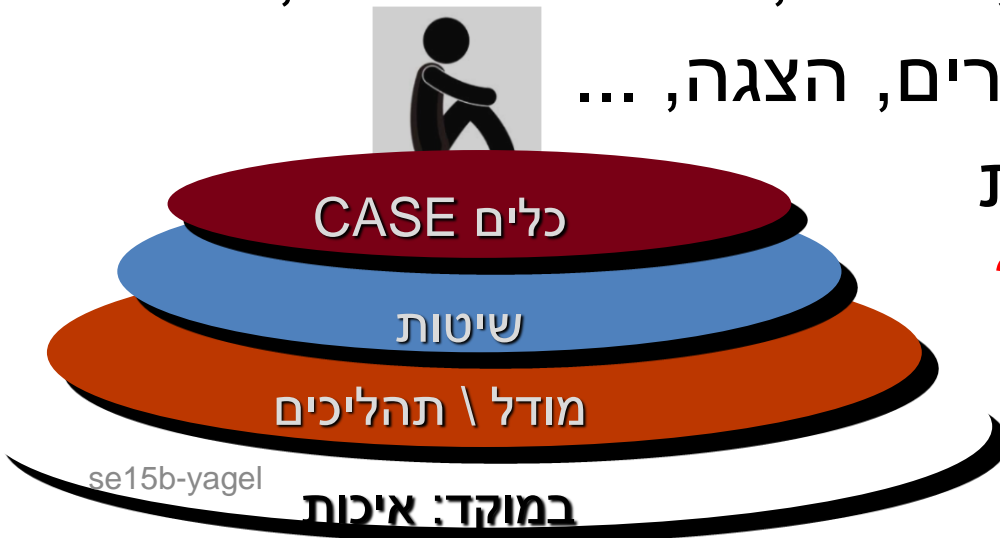 רים, הצגה, ...
כלים CASE
שיטות
מודל \ תהליכים
se15b-yagel
במוקד: איכות